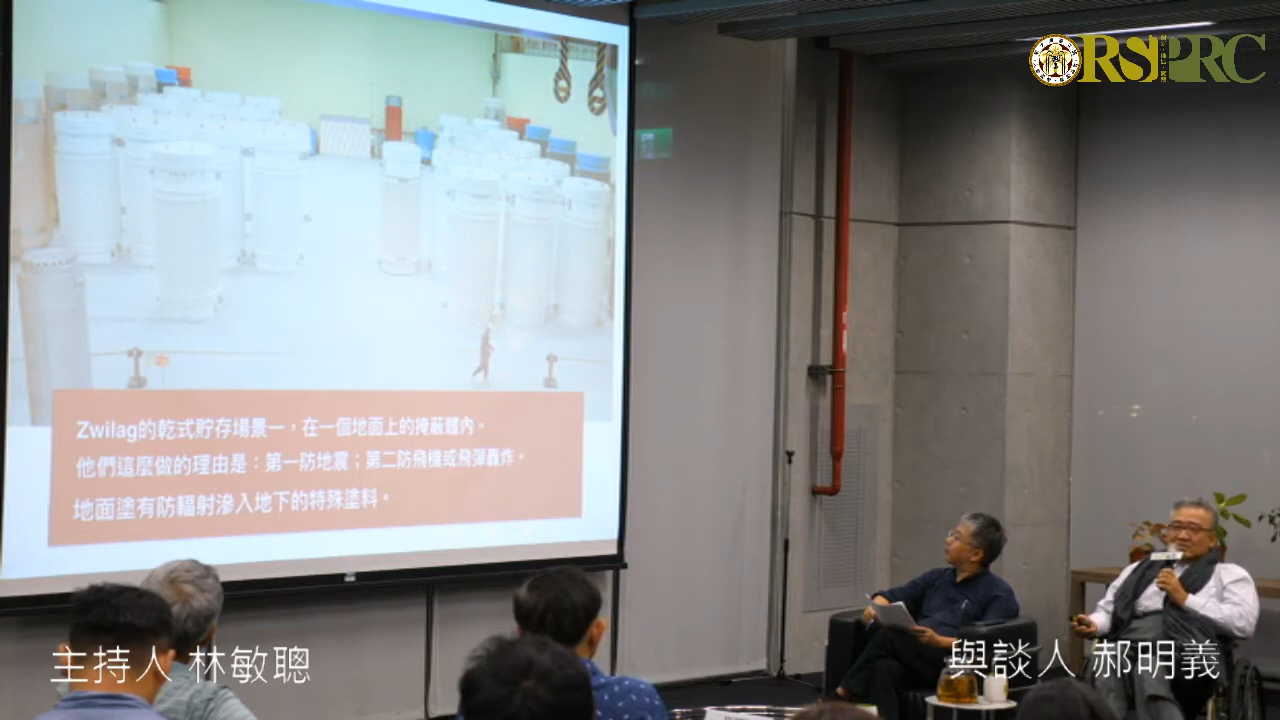 RSPRC
Zwilag的乾式貯存場景一，在一個地面上的掩蔽體內。
他們這麼做的理由是：第一防地震；第二防飛機或飛彈轟炸。
地面塗有防輻射滲入地下的特殊塗料。
主持人 林敏聰
與談人 郝明義